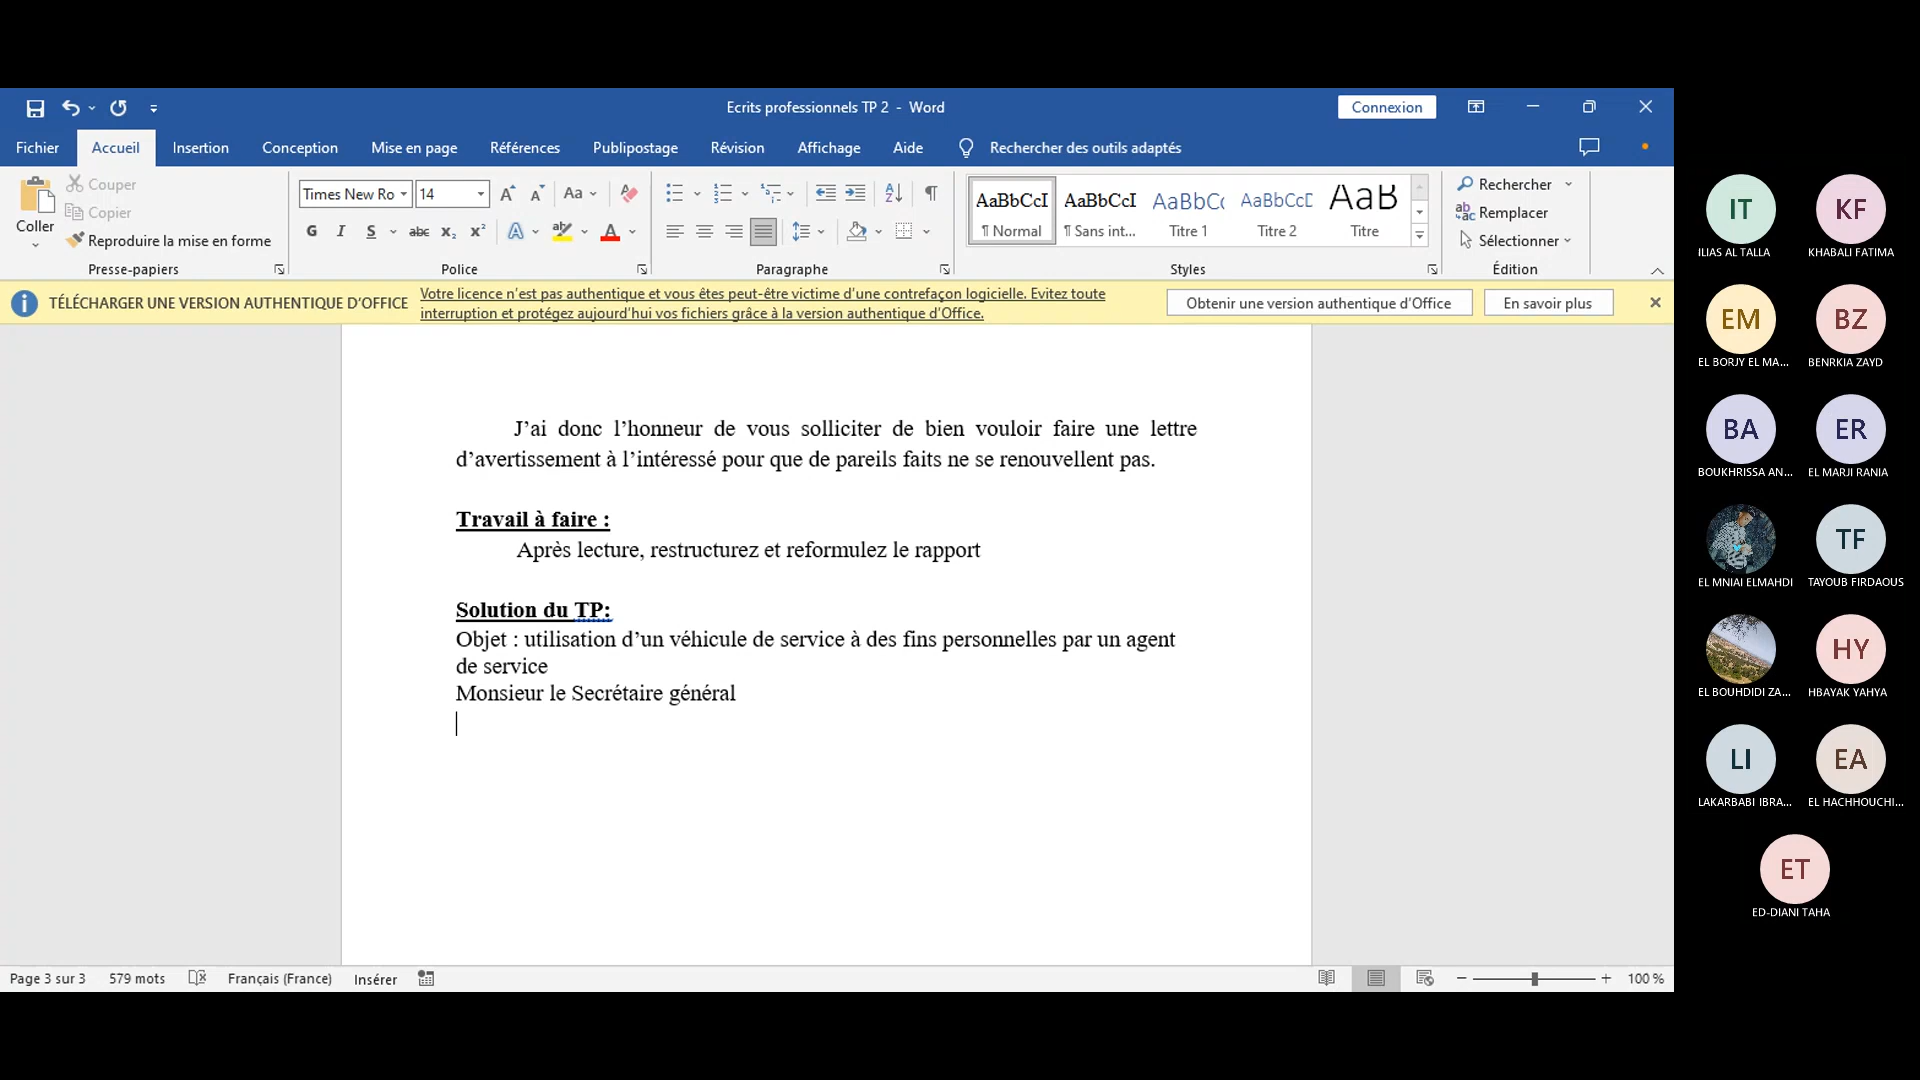 Ecrits professionnels TP 2 - Word
Connexion
Fichier Accueil Insertion Conception Mise en page Références Publipostage Révision Affichage Aide Rechercher des outils adaptés
Coller
Couper
Copier
Reproduire la mise en forme
Presse-papiers
Times New Ro 14 Aa
G I S abc x₂ x² A ab A
Police
Paragraphe
AaBbCcI AaBbCcI AaBbCc AaBbCcD AaB
¶ Normal ¶ Sans int... Titre 1 Titre 2 Titre
Styles
Rechercher
Remplacer
Sélectionner
Édition
TÉLÉCHARGER UNE VERSION AUTHENTIQUE D’OFFICE
Votre licence n’est pas authentique et vous êtes peut-être victime d’une contrefaçon logicielle. Evitez toute
interruption et protégez aujourd’hui vos fichiers grâce à la version authentique d’Office.
Obtenir une version authentique d’Office
En savoir plus
J’ai donc l’honneur de vous solliciter de bien vouloir faire une lettre
d’avertissement à l’intéressé pour que de pareils faits ne se renouvellent pas.
Travail à faire :
Après lecture, restructurez et reformulez le rapport
Solution du TP:
Objet : utilisation d’un véhicule de service à des fins personnelles par un agent
de service
Monsieur le Secrétaire général
Page 3 sur 3 579 mots Français (France) Insérer
100 %
IT
ILIAS AL TALLA
KF
KHABALI FATIMA
EM
EL BORJY EL MA...
BZ
BENRKIA ZAYD
BA
BOUKHRISSA AN...
ER
EL MARJI RANIA
EL MNIAI ELMAHDI
TF
TAYOUB FIRDAOUS
EL BOUHDIDI ZA...
HY
HBAYAK YAHYA
LI
LAKARBABI IBRA...
EA
EL HACHHOUCHI...
ET
ED-DIANI TAHA